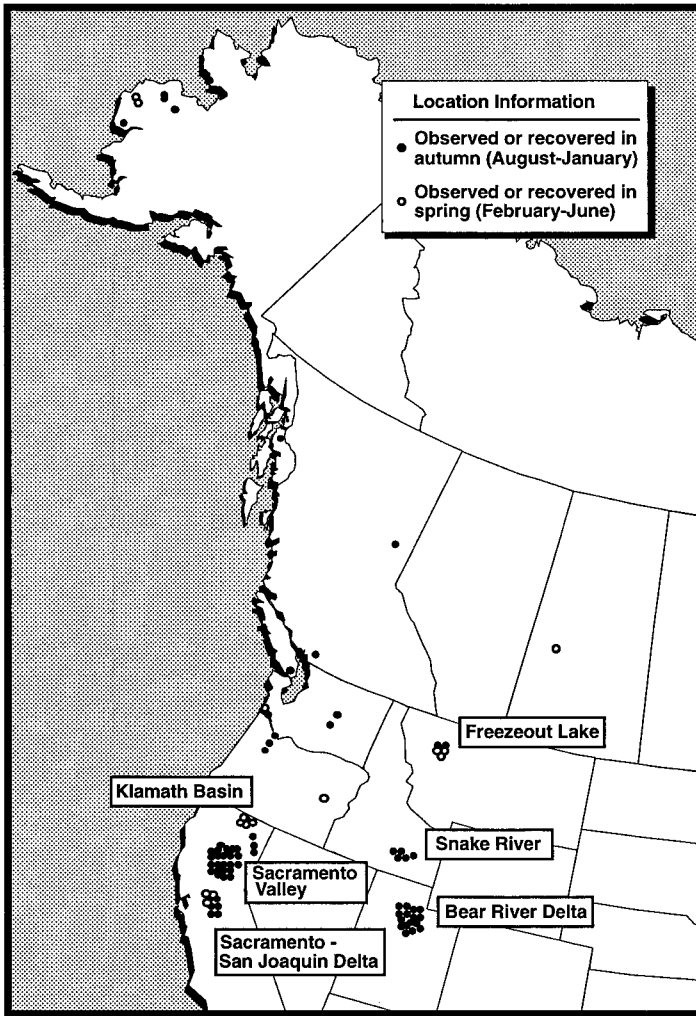 Location Information
Observed or recovered in
autumn (August-January)
Observed or recovered in
spring (February-June)
Freezeout Lake
Klamath Basin
Snake River
Sacramento
Valley
Bear River Delta
Sacramento -
San Joaquin Delta